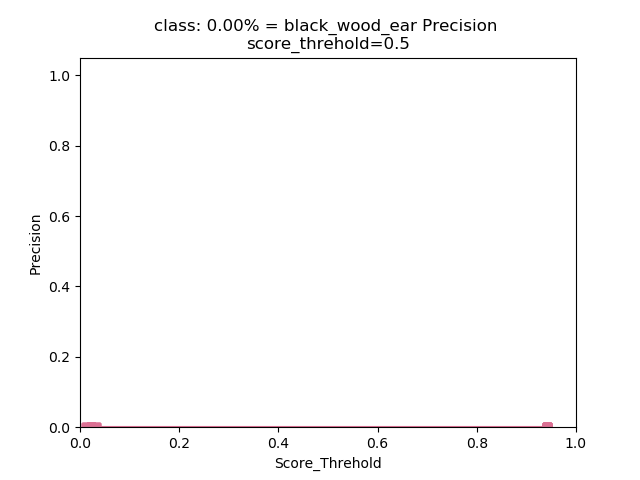 class: 0.00% = black_wood_ear Precision
score_threhold=0.5
1.0
0.8
0.6
0.4
0.2
0.0
Precision
0.0 0.2 0.4 0.6 0.8 1.0
Score_Threhold